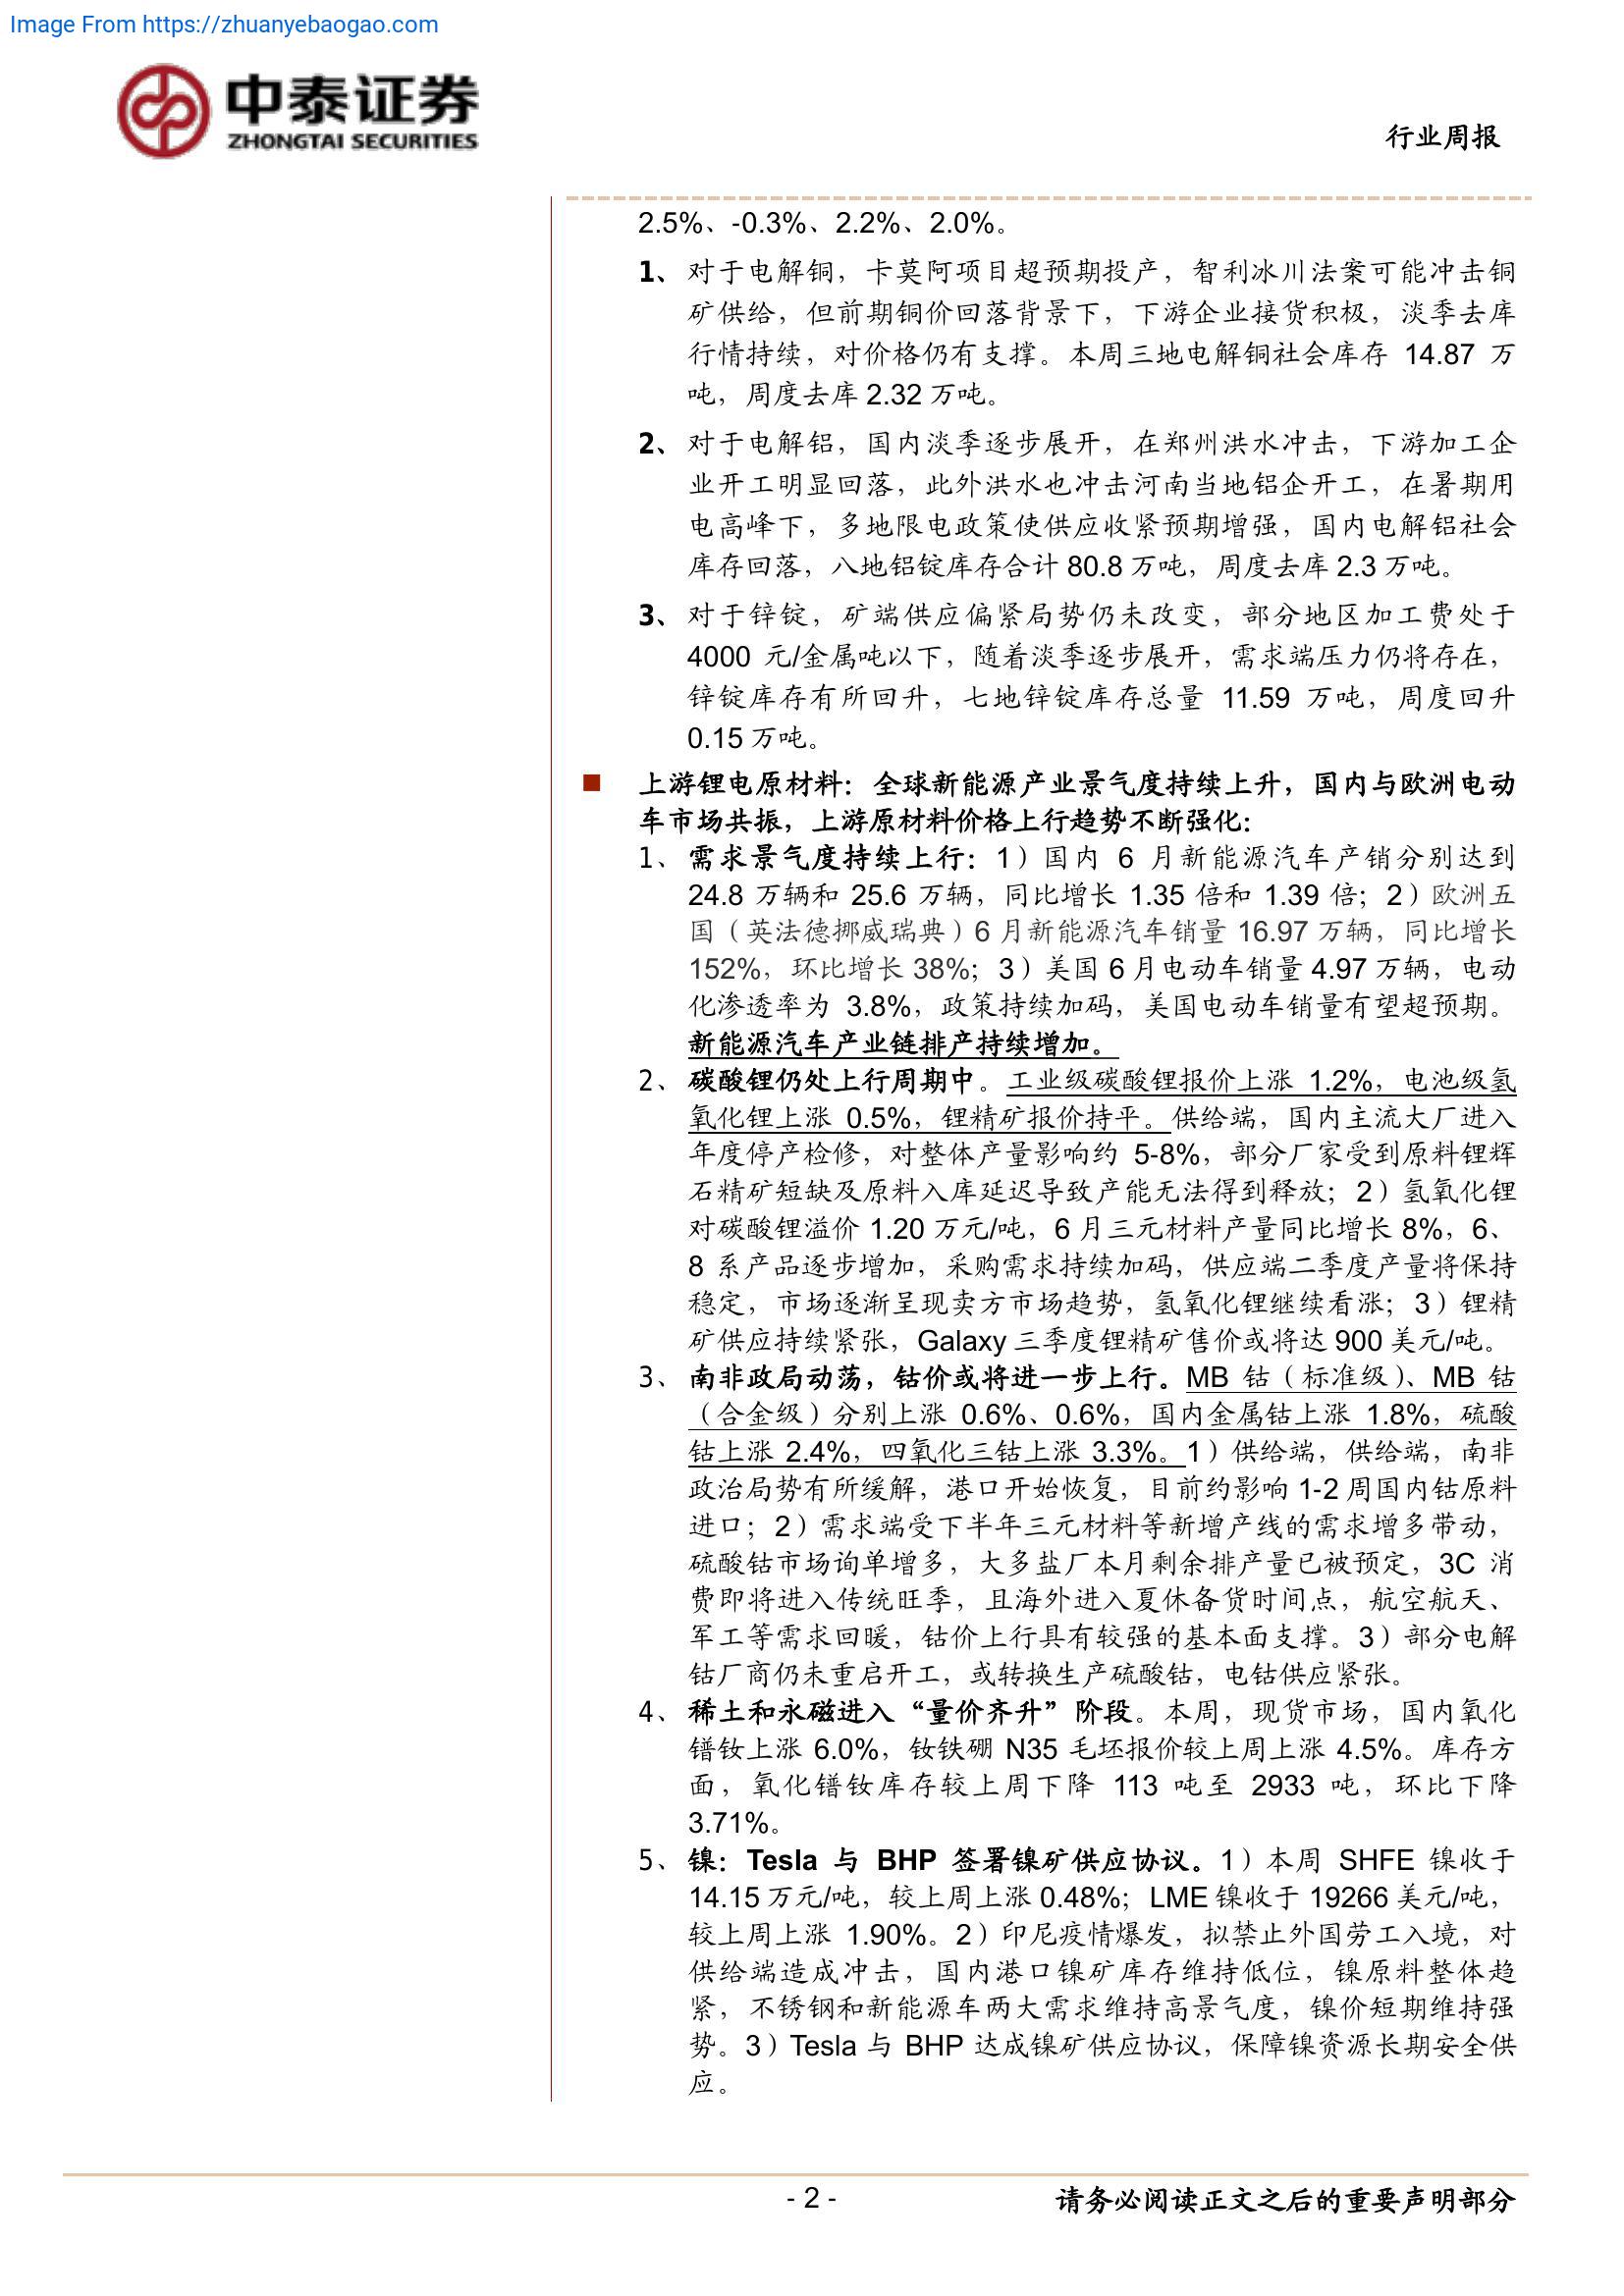 Image From https://zhuanyebaogao.com
中泰证券
ZHONGTAI SECURITIES
行业周报
2.5%、-0.3%、2.2%、2.0%。
1、对于电解铜，卡莫阿项目超预期投产，智利冰川法案可能冲击铜
矿供给，但前期铜价回落背景下，下游企业接货积极，淡季去库
行情持续，对价格仍有支撑。本周三地电解铜社会库存 14.87 万
吨，周度去库 2.32 万吨。
2、对于电解铝，国内淡季逐步展开，在郑州洪水冲击，下游加工企
业开工明显回落，此外洪水也冲击河南当地铝企开工，在暑期用
电高峰下，多地限电政策使供应收紧预期增强，国内电解铝社会
库存回落，八地铝锭库存合计 80.8 万吨，周度去库 2.3 万吨。
3、对于锌锭，矿端供应偏紧局势仍未改变，部分地区加工费处于
4000 元/金属吨以下，随着淡季逐步展开，需求端压力仍将存在，
锌锭库存有所回升，七地锌锭库存总量 11.59 万吨，周度回升
0.15 万吨。
■ 上游锂电原材料：全球新能源产业景气度持续上升，国内与欧洲电动
车市场共振，上游原材料价格上行趋势不断强化：
1、需求景气度持续上行：1）国内 6 月新能源汽车产销分别达到
24.8 万辆和 25.6 万辆，同比增长 1.35 倍和 1.39 倍；2）欧洲五
国（英法德挪威瑞典）6 月新能源汽车销量 16.97 万辆，同比增长
152%，环比增长 38%；3）美国 6 月电动车销量 4.97 万辆，电动
化渗透率为 3.8%，政策持续加码，美国电动车销量有望超预期。
新能源汽车产业链排产持续增加。
2、碳酸锂仍处上行周期中。工业级碳酸锂报价上涨 1.2%，电池级氢
氧化锂上涨 0.5%，锂精矿报价持平。供给端，国内主流大厂进入
年度停产检修，对整体产量影响约 5-8%，部分厂家受到原料锂辉
石精矿短缺及原料入库延迟导致产能无法得到释放；2）氢氧化锂
对碳酸锂溢价 1.20 万元/吨，6 月三元材料产量同比增长 8%，6、
8 系产品逐步增加，采购需求持续加码，供应端二季度产量将保持
稳定，市场逐渐呈现卖方市场趋势，氢氧化锂继续看涨；3）锂精
矿供应持续紧张，Galaxy 三季度锂精矿售价或将达 900 美元/吨。
3、南非政局动荡，钴价或将进一步上行。MB 钴（标准级）、MB 钴
（合金级）分别上涨 0.6%、0.6%，国内金属钴上涨 1.8%，硫酸
钴上涨 2.4%，四氧化三钴上涨 3.3%。1）供给端，供给端，南非
政治局势有所缓解，港口开始恢复，目前约影响 1-2 周国内钴原料
进口；2）需求端受下半年三元材料等新增产线的需求增多带动，
硫酸钴市场询单增多，大多盐厂本月剩余排产量已被预定，3C 消
费即将进入传统旺季，且海外进入夏休备货时间点，航空航天、
军工等需求回暖，钴价上行具有较强的基本面支撑。3）部分电解
钴厂商仍未重启开工，或转换生产硫酸钴，电钴供应紧张。
4、稀土和永磁进入“量价齐升”阶段。本周，现货市场，国内氧化
镨钕上涨 6.0%，钕铁硼 N35 毛坯报价较上周上涨 4.5%。库存方
面，氧化镨钕库存较上周下降 113 吨至 2933 吨，环比下降
3.71%。
5、镍：Tesla 与 BHP 签署镍矿供应协议。1）本周 SHFE 镍收于
14.15 万元/吨，较上周上涨 0.48%；LME 镍收于 19266 美元/吨，
较上周上涨 1.90%。2）印尼疫情爆发，拟禁止外国劳工入境，对
供给端造成冲击，国内港口镍矿库存维持低位，镍原料整体趋
紧，不锈钢和新能源车两大需求维持高景气度，镍价短期维持强
势。3）Tesla 与 BHP 达成镍矿供应协议，保障镍资源长期安全供
应。
- 2 -
请务必阅读正文之后的重要声明部分